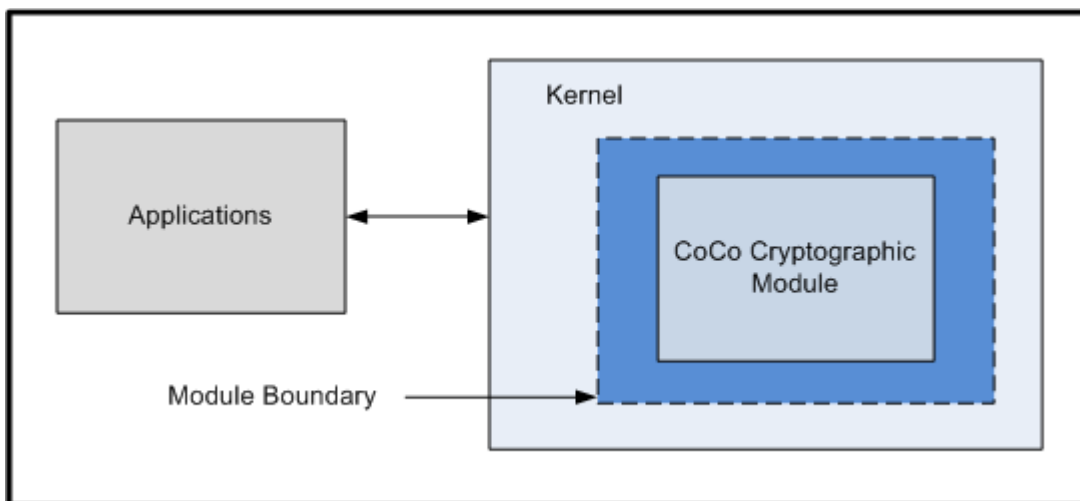 Kernel
Applications
CoCo Cryptographic
Module
Module Boundary